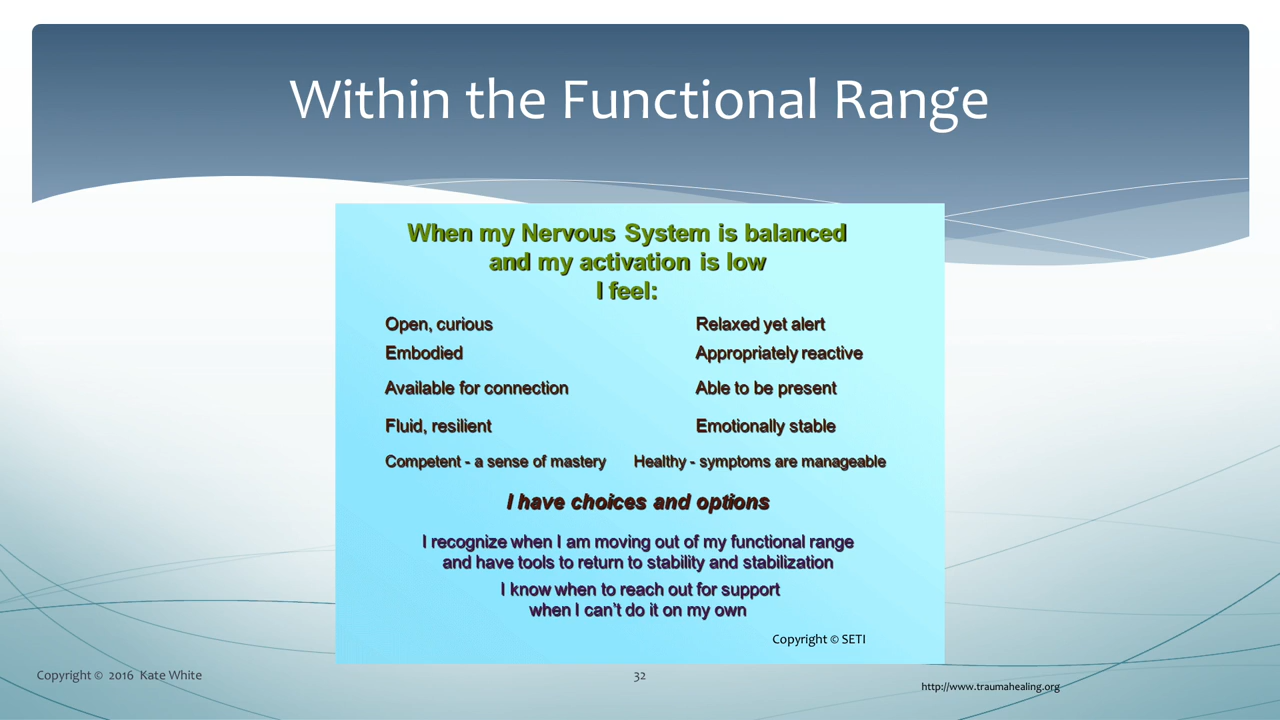 Within the Functional Range
When my Nervous System is balanced
and my activation is low
I feel:
Open, curious
Relaxed yet alert
Embodied
Appropriately reactive
Available for connection
Able to be present
Fluid, resilient
Emotionally stable
Competent - a sense of mastery
Healthy - symptoms are manageable
I have choices and options
I recognize when I am moving out of my functional range
and have tools to return to stability and stabilization
I know when to reach out for support
when I can't do it on my own
Copyright © SETI
Copyright © 2016 Kate White
32
http://www.traumahealing.org